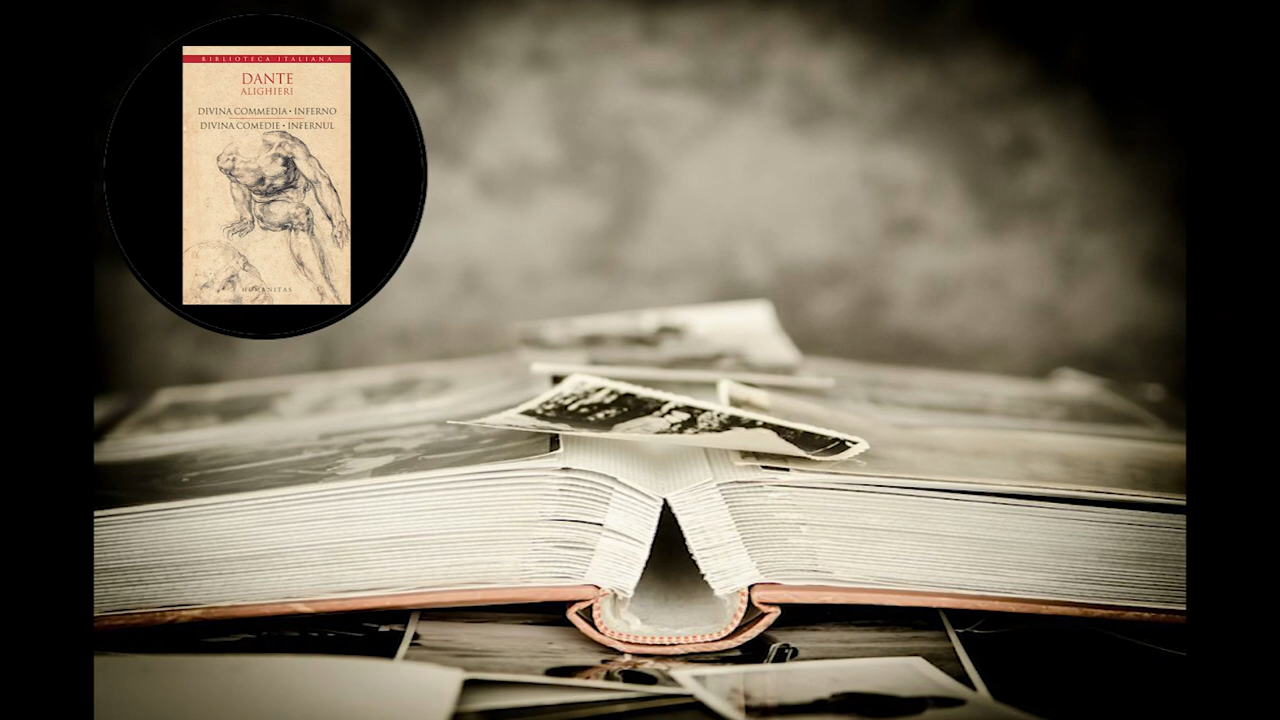 BIBLIOTECA ITALIANA
DANTE
ALIGHIERI
DIVINA COMMEDIA • INFERNO
DIVINA COMEDIE • INFERNUL
HUMANITAS